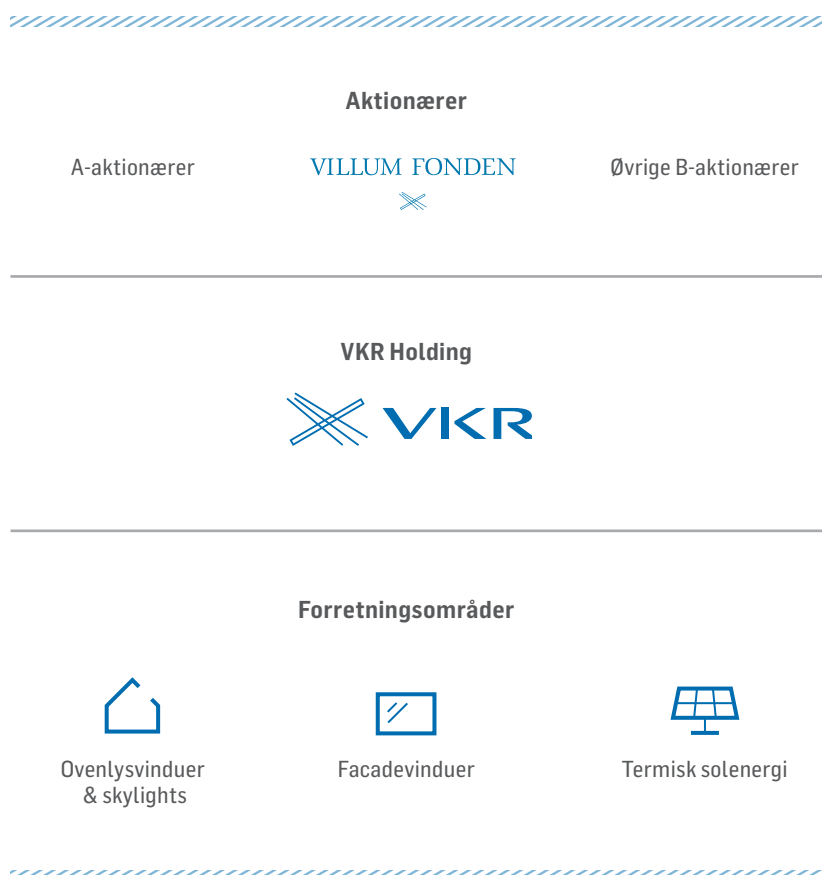 Aktionærer
A-aktionærer
VILLUM FONDEN
Øvrige B-aktionærer
VKR Holding
VKR
Forretningsområder
Ovenlysvinduer
& skylights
Facadevinduer
Termisk solenergi